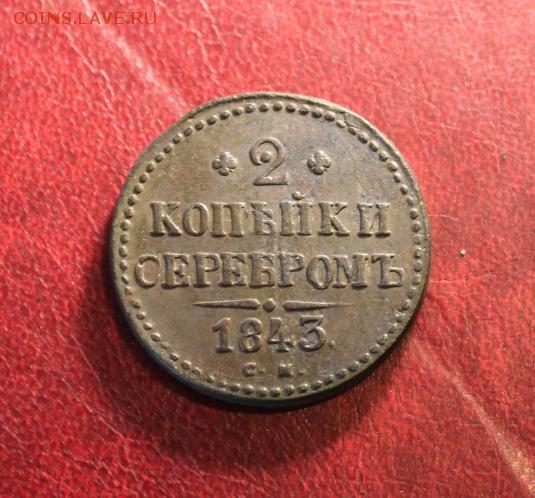 COINS.LAVE.RU
2
КОПѢЙКИ
СЕРЕБРОМЪ
1843.
С. М.